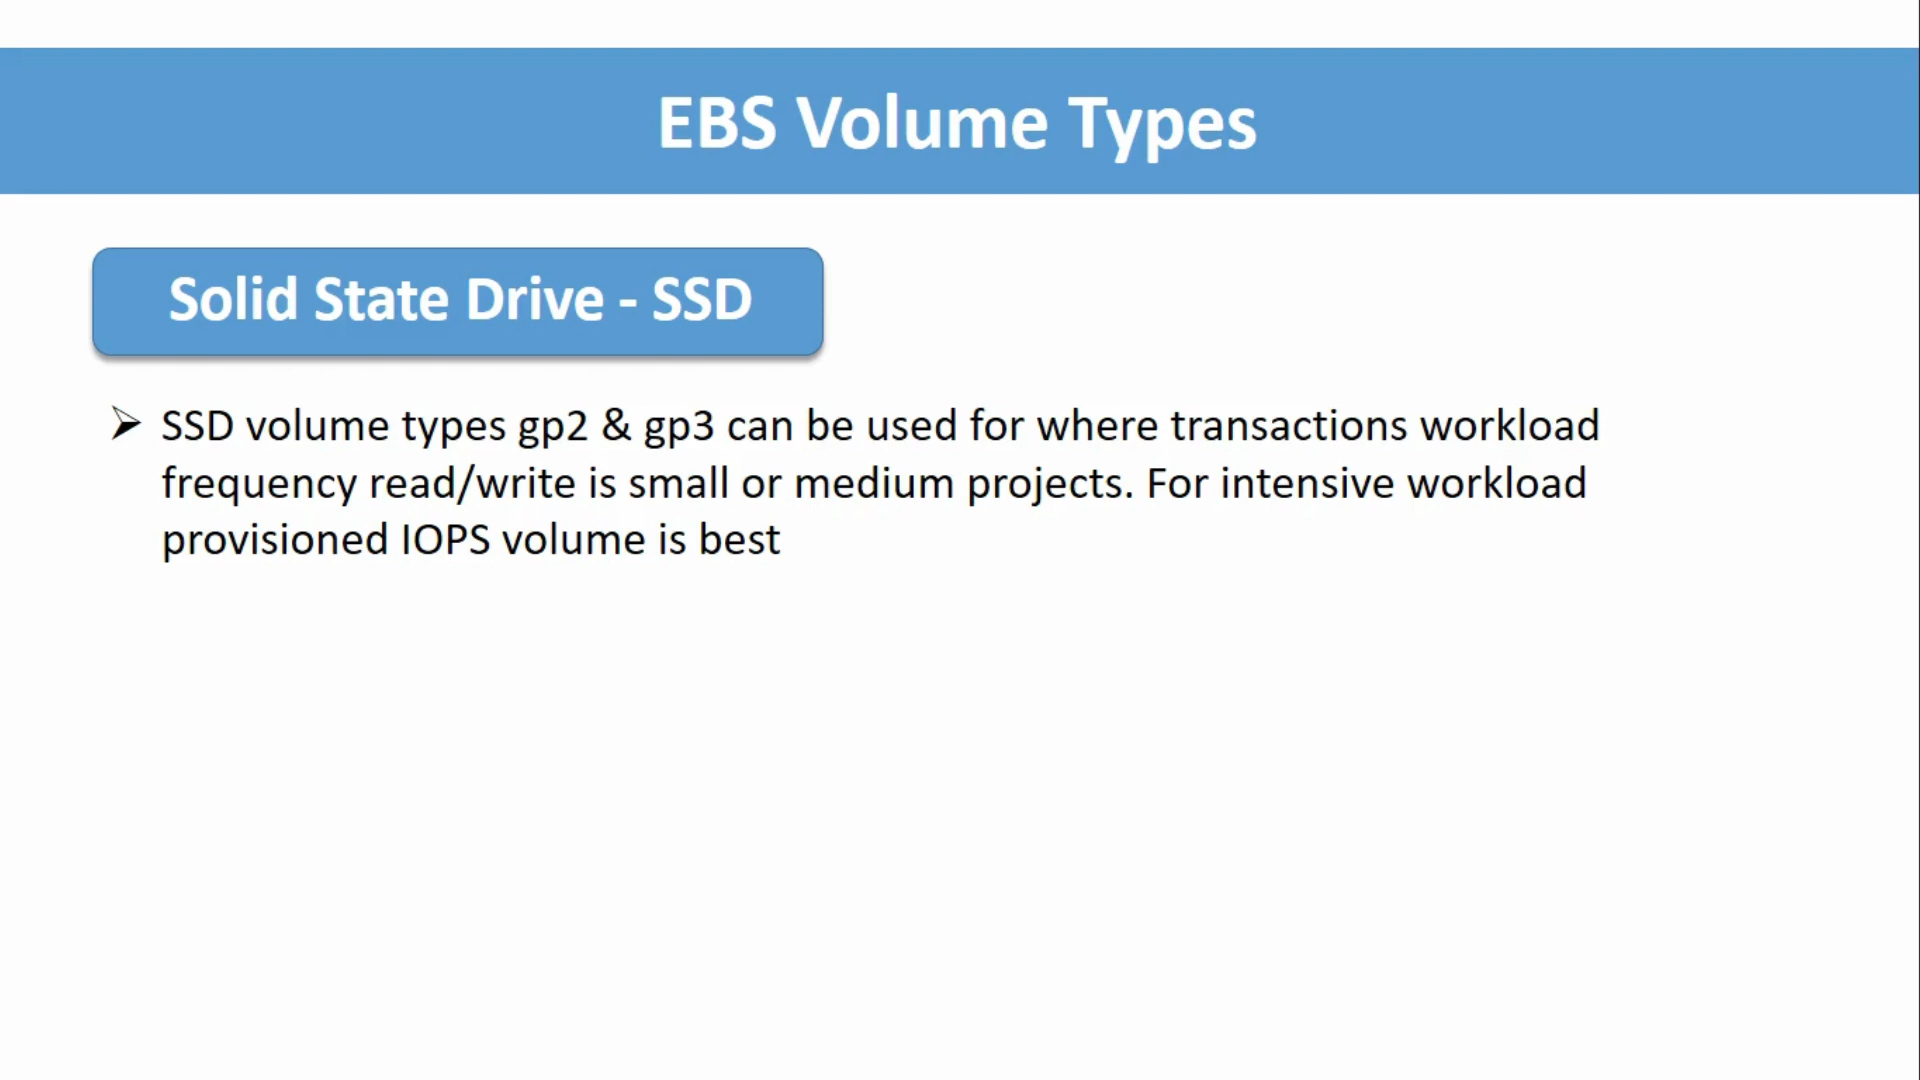 EBS Volume Types
Solid State Drive - SSD
➢ SSD volume types gp2 & gp3 can be used for where transactions workload
frequency read/write is small or medium projects. For intensive workload
provisioned IOPS volume is best